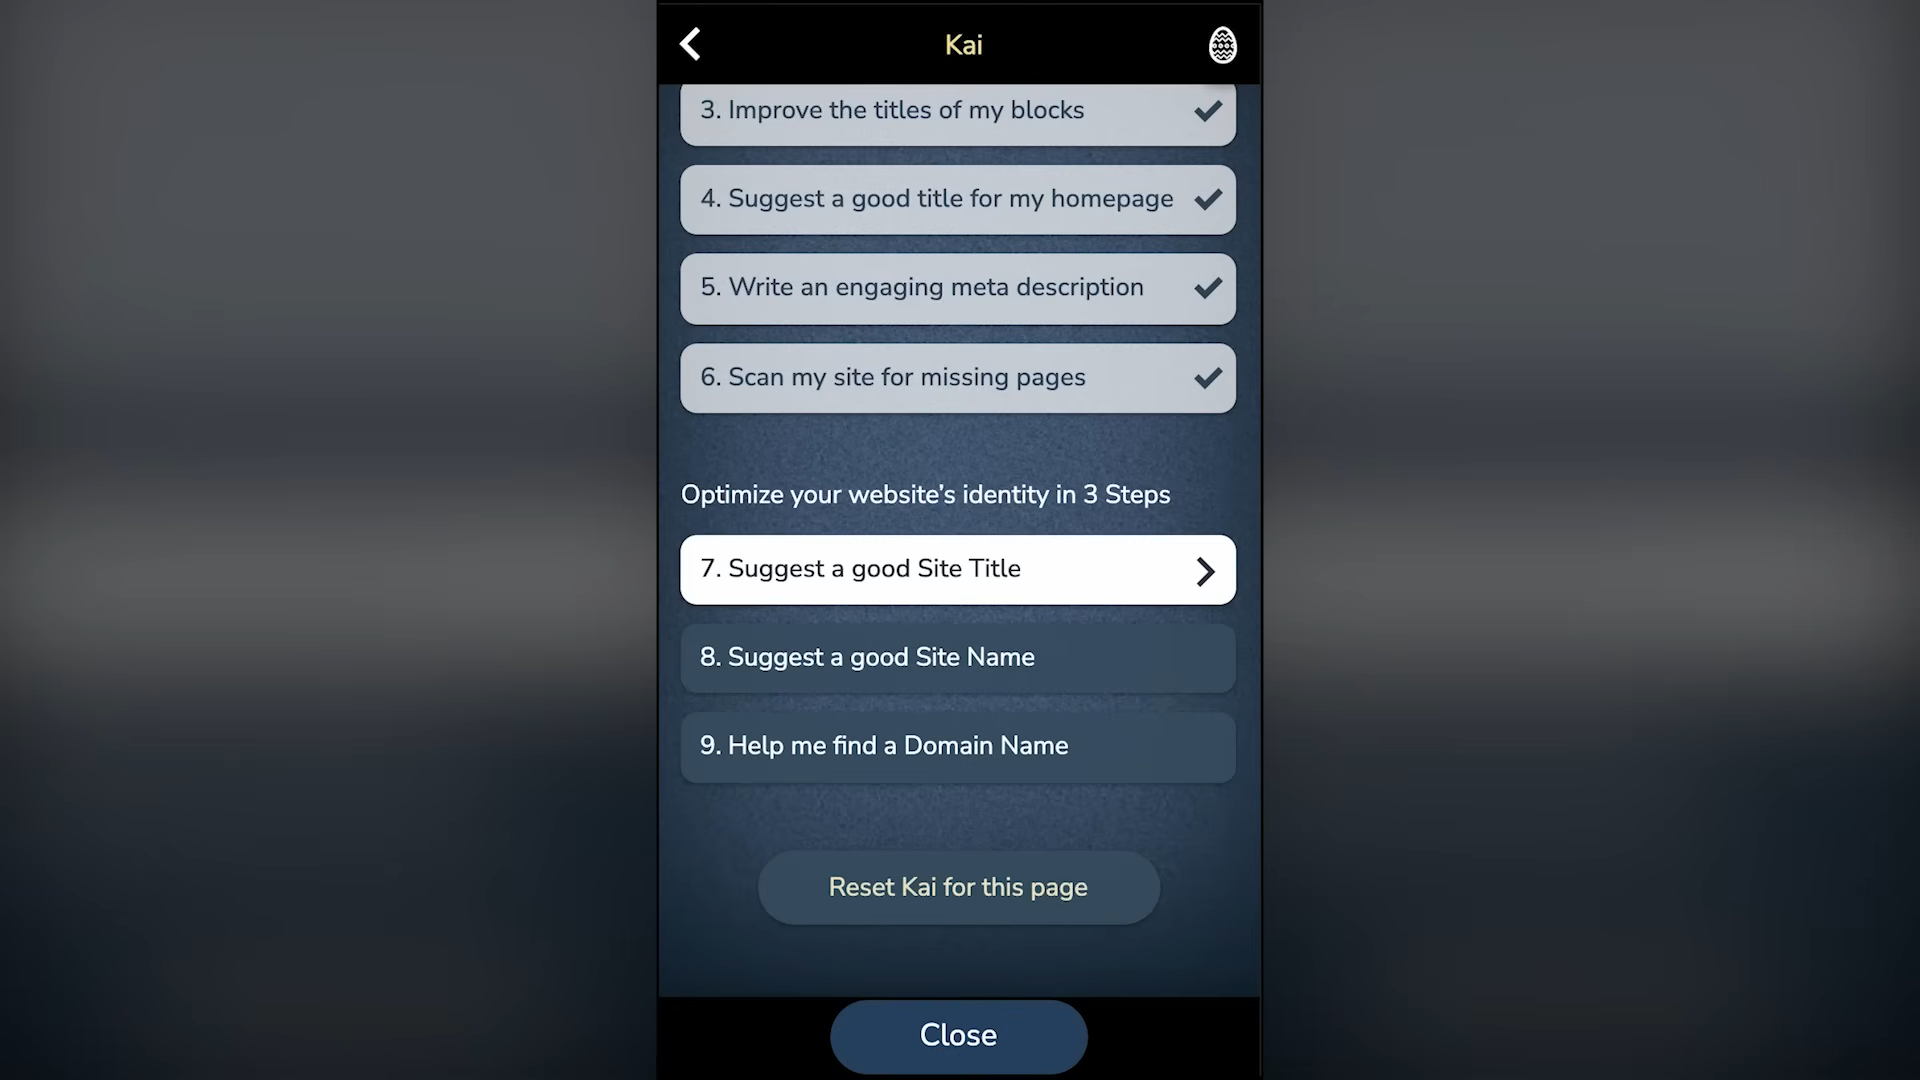 Kai
3. Improve the titles of my blocks
4. Suggest a good title for my homepage
5. Write an engaging meta description
6. Scan my site for missing pages
Optimize your website’s identity in 3 Steps
7. Suggest a good Site Title
8. Suggest a good Site Name
9. Help me find a Domain Name
Reset Kai for this page
Close